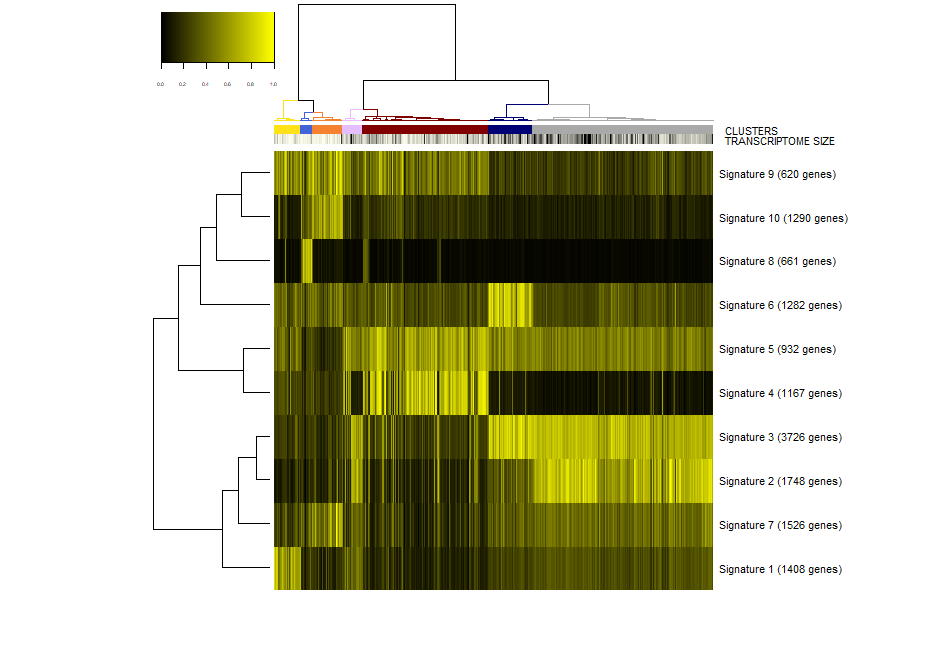 0.0 0.2 0.4 0.6 0.8 1.0
CLUSTERS
TRANSCRIPTOME SIZE
Signature 9 (620 genes)
Signature 10 (1290 genes)
Signature 8 (661 genes)
Signature 6 (1282 genes)
Signature 5 (932 genes)
Signature 4 (1167 genes)
Signature 3 (3726 genes)
Signature 2 (1748 genes)
Signature 7 (1526 genes)
Signature 1 (1408 genes)